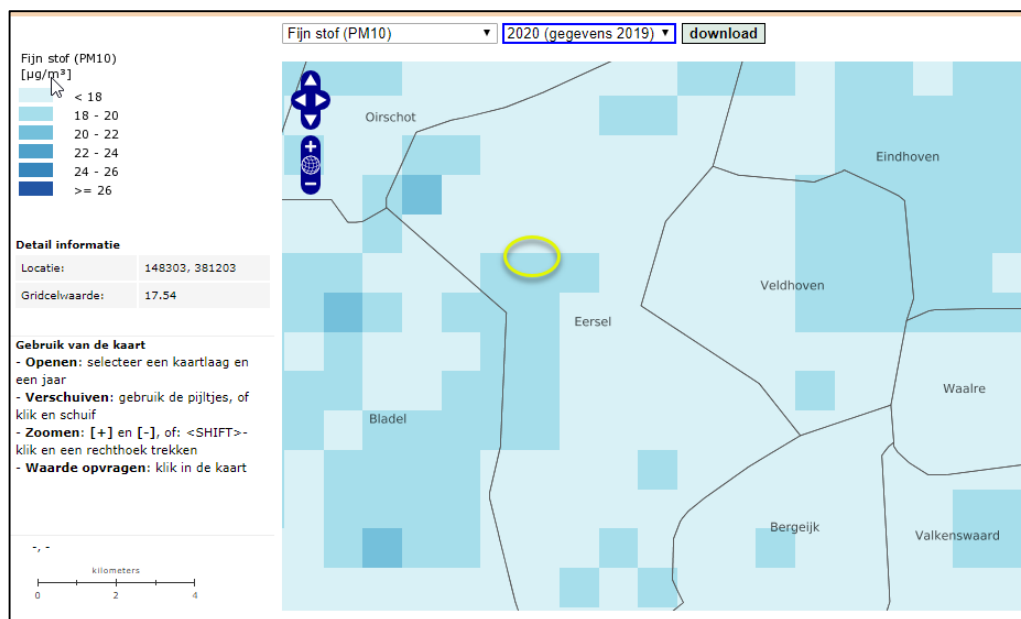 Fijn stof (PM10) ▼ 2020 (gegevens 2019) ▼ download
Fijn stof (PM10)
[µg/m³]
< 18
18 - 20
20 - 22
22 - 24
24 - 26
>= 26
Detail informatie
Locatie: 148303, 381203
Gridcelwaarde: 17.54
Gebruik van de kaart
- Openen: selecteer een kaartlaag en
een jaar
- Verschuiven: gebruik de pijltjes, of
klik en schuif
- Zoomen: [+] en [-], of: <SHIFT>-
klik en een rechthoek trekken
- Waarde opvragen: klik in de kaart
-, -
kilometers
0 2 4
Oirschot
Eindhoven
Veldhoven
Eersel
Waalre
Bladel
Bergeijk
Valkenswaard